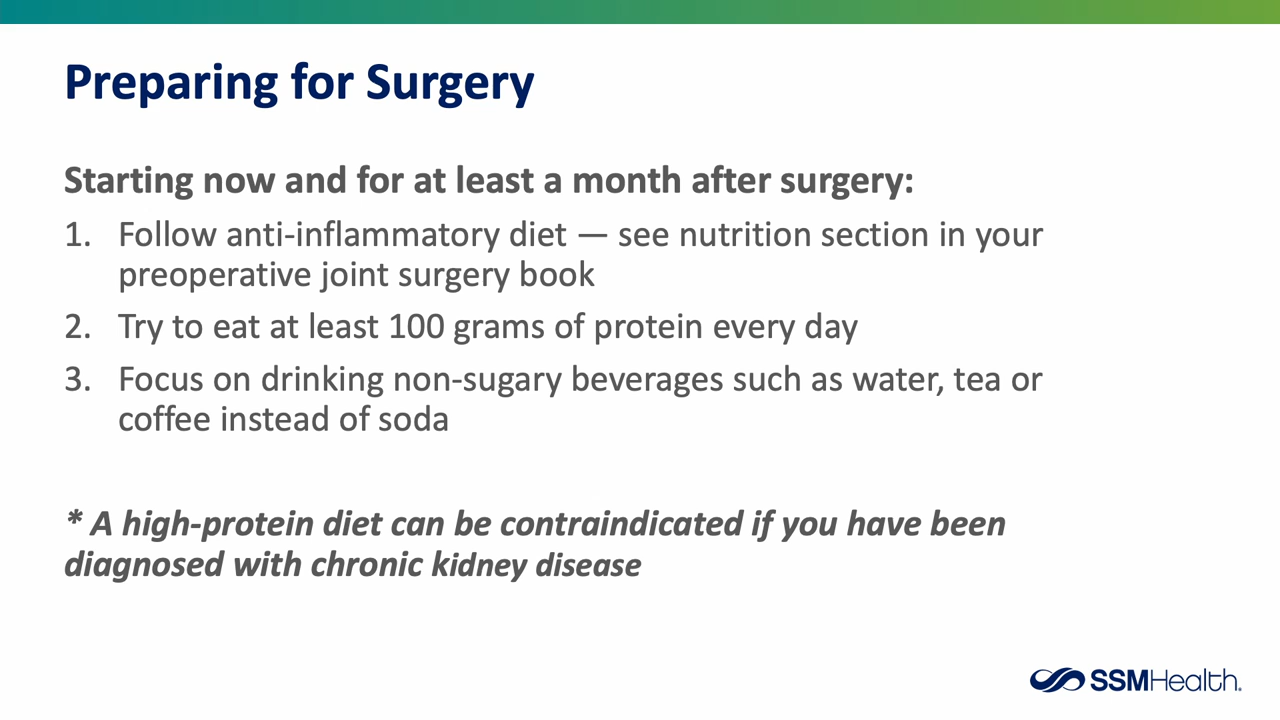 Preparing for Surgery
Starting now and for at least a month after surgery:
1. Follow anti-inflammatory diet — see nutrition section in your
preoperative joint surgery book
2. Try to eat at least 100 grams of protein every day
3. Focus on drinking non-sugary beverages such as water, tea or
coffee instead of soda
* A high-protein diet can be contraindicated if you have been
diagnosed with chronic kidney disease
SSMHealth.